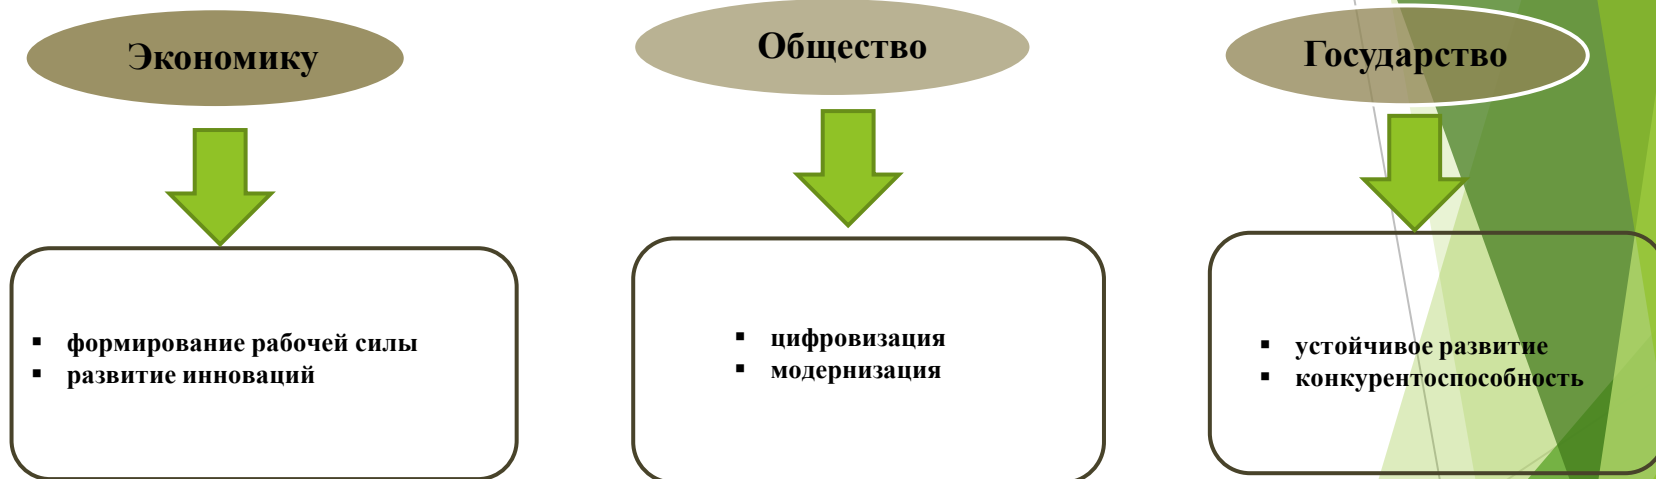 Экономику
Общество
Государство
▪ формирование рабочей силы
▪ развитие инноваций
▪ цифровизация
▪ модернизация
▪ устойчивое развитие
▪ конкурентоспособность